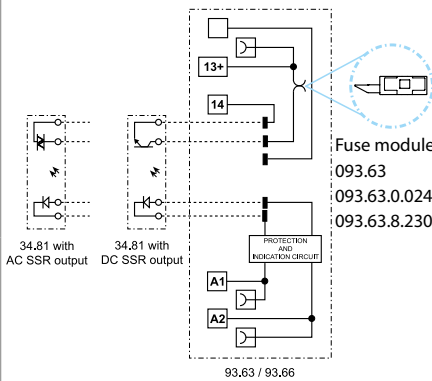 13+
14
Fuse module
093.63
093.63.0.024
093.63.8.230
34.81 with
AC SSR output
34.81 with
DC SSR output
PROTECTION
AND
INDICATION CIRCUIT
A1
A2
93.63 / 93.66